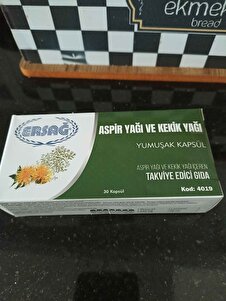 ekmek
bread
ERSAĞ
ASPİR YAĞI VE KEKİK YAĞI
YUMUŞAK KAPSÜL
ASPİR YAĞI VE KEKİK YAĞI İÇEREN
TAKVİYE EDİCİ GIDA
Kod: 4019
30 Kapsül
ERSAĞ